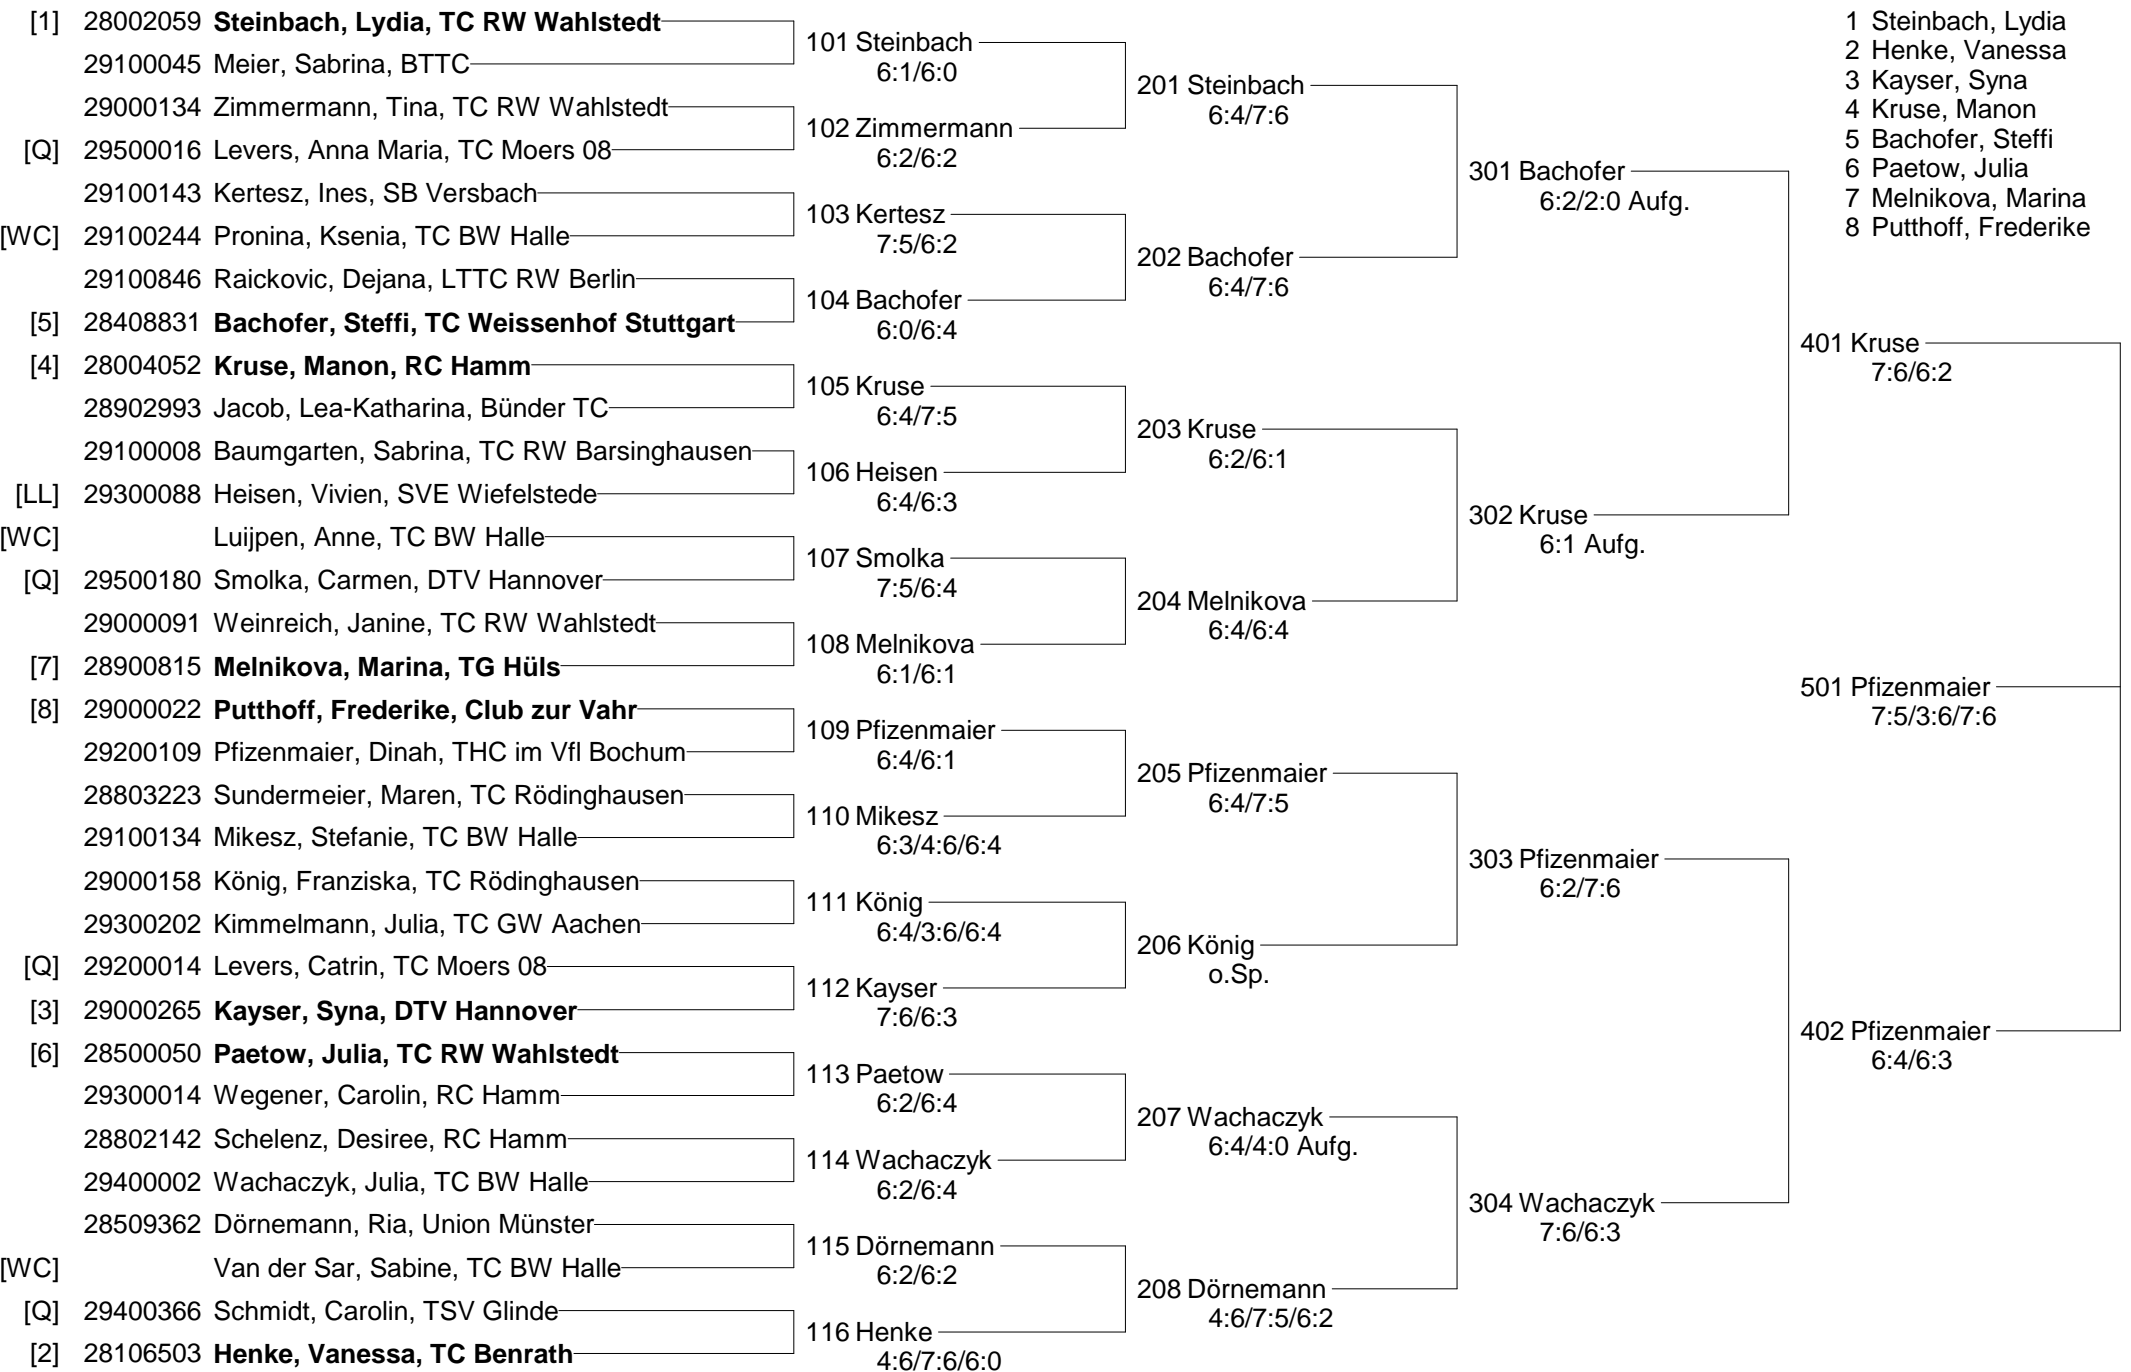 [1] 28002059 Steinbach, Lydia, TC RW Wahlstedt
29100045 Meier, Sabrina, BTTC
29000134 Zimmermann, Tina, TC RW Wahlstedt
[Q] 29500016 Levers, Anna Maria, TC Moers 08
29100143 Kertesz, Ines, SB Versbach
[WC] 29100244 Pronina, Ksenia, TC BW Halle
29100846 Raickovic, Dejana, LTTC RW Berlin
[5] 28408831 Bachofer, Steffi, TC Weissenhof Stuttgart
[4] 28004052 Kruse, Manon, RC Hamm
28902993 Jacob, Lea-Katharina, Bünder TC
29100008 Baumgarten, Sabrina, TC RW Barsinghausen
[LL] 29300088 Heisen, Vivien, SVE Wiefelstede
[WC] Luijpen, Anne, TC BW Halle
[Q] 29500180 Smolka, Carmen, DTV Hannover
29000091 Weinreich, Janine, TC RW Wahlstedt
[7] 28900815 Melnikova, Marina, TG Hüls
[8] 29000022 Putthoff, Frederike, Club zur Vahr
29200109 Pfizenmaier, Dinah, THC im Vfl Bochum
28803223 Sundermeier, Maren, TC Rödinghausen
29100134 Mikesz, Stefanie, TC BW Halle
29000158 König, Franziska, TC Rödinghausen
29300202 Kimmelmann, Julia, TC GW Aachen
[Q] 29200014 Levers, Catrin, TC Moers 08
[3] 29000265 Kayser, Syna, DTV Hannover
[6] 28500050 Paetow, Julia, TC RW Wahlstedt
29300014 Wegener, Carolin, RC Hamm
28802142 Schelenz, Desiree, RC Hamm
29400002 Wachaczyk, Julia, TC BW Halle
28509362 Dörnemann, Ria, Union Münster
[WC] Van der Sar, Sabine, TC BW Halle
[Q] 29400366 Schmidt, Carolin, TSV Glinde
[2] 28106503 Henke, Vanessa, TC Benrath
101 Steinbach
6:1/6:0
102 Zimmermann
6:2/6:2
103 Kertesz
7:5/6:2
104 Bachofer
6:0/6:4
105 Kruse
6:4/7:5
106 Heisen
6:4/6:3
107 Smolka
7:5/6:4
108 Melnikova
6:1/6:1
109 Pfizenmaier
6:4/6:1
110 Mikesz
6:3/4:6/6:4
111 König
6:4/3:6/6:4
112 Kayser
7:6/6:3
113 Paetow
6:2/6:4
114 Wachaczyk
6:2/6:4
115 Dörnemann
6:2/6:2
116 Henke
4:6/7:6/6:0
201 Steinbach
6:4/7:6
202 Bachofer
6:4/7:6
203 Kruse
6:2/6:1
204 Melnikova
6:4/6:4
205 Pfizenmaier
6:4/7:5
206 König
o.Sp.
207 Wachaczyk
6:4/4:0 Aufg.
208 Dörnemann
4:6/7:5/6:2
301 Bachofer
6:2/2:0 Aufg.
302 Kruse
6:1 Aufg.
303 Pfizenmaier
6:2/7:6
304 Wachaczyk
7:6/6:3
401 Kruse
7:6/6:2
402 Pfizenmaier
6:4/6:3
501 Pfizenmaier
7:5/3:6/7:6
1 Steinbach, Lydia
2 Henke, Vanessa
3 Kayser, Syna
4 Kruse, Manon
5 Bachofer, Steffi
6 Paetow, Julia
7 Melnikova, Marina
8 Putthoff, Frederike